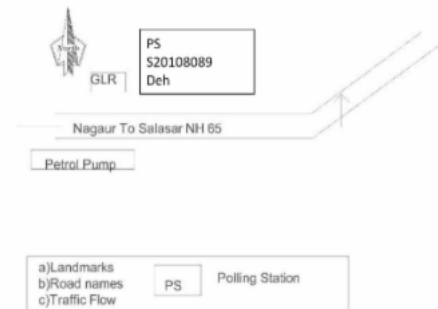 North
PS
S20108089
Deh
GLR
Nagaur To Salasar NH 65
Petrol Pump
a)Landmarks
b)Road names
c)Traffic Flow
PS
Polling Station